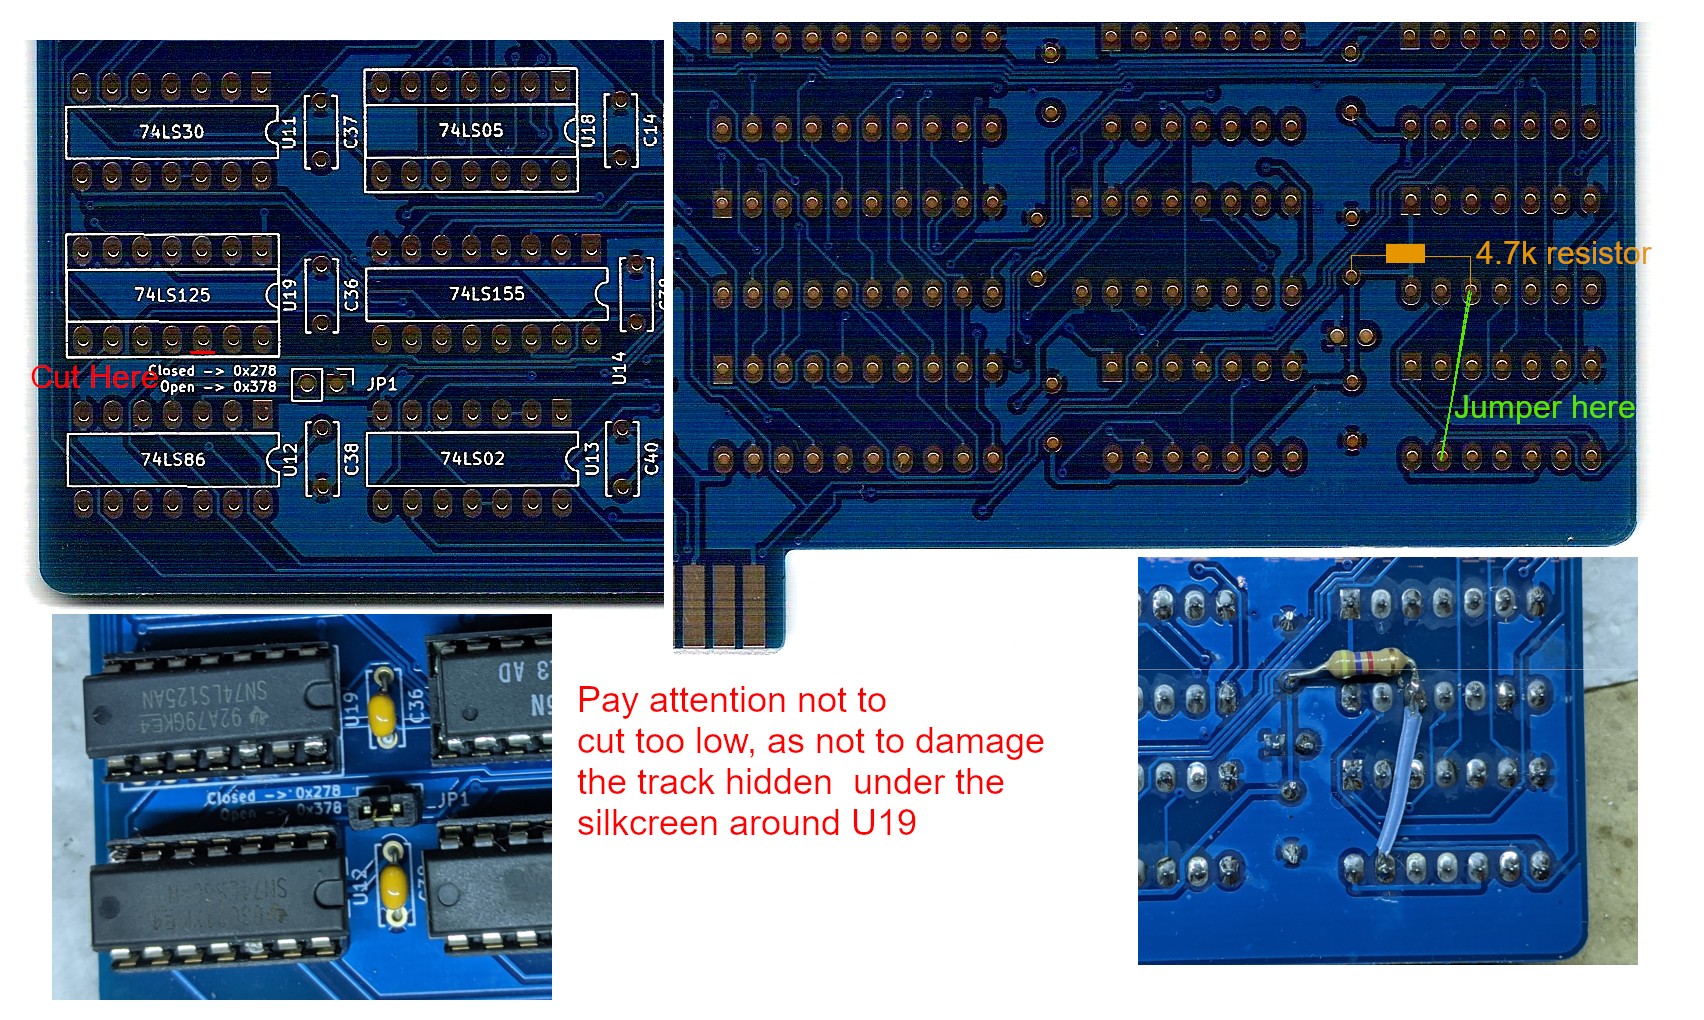 74LS30
U11
C37
74LS05
U18
C14
74LS125
U19
C36
74LS155
U14
Cut Here
Closed -> 0x278
Open -> 0x378
JP1
74LS86
U12
C38
74LS02
U13
C40
4.7k resistor
Jumper here
SN74LS125AN
92A79GKE4
U19
C36
3 AD
Closed -> 0x278
Open -> 0x378
JP1
U12
Pay attention not to
cut too low, as not to damage
the track hidden under the
silkcreen around U19